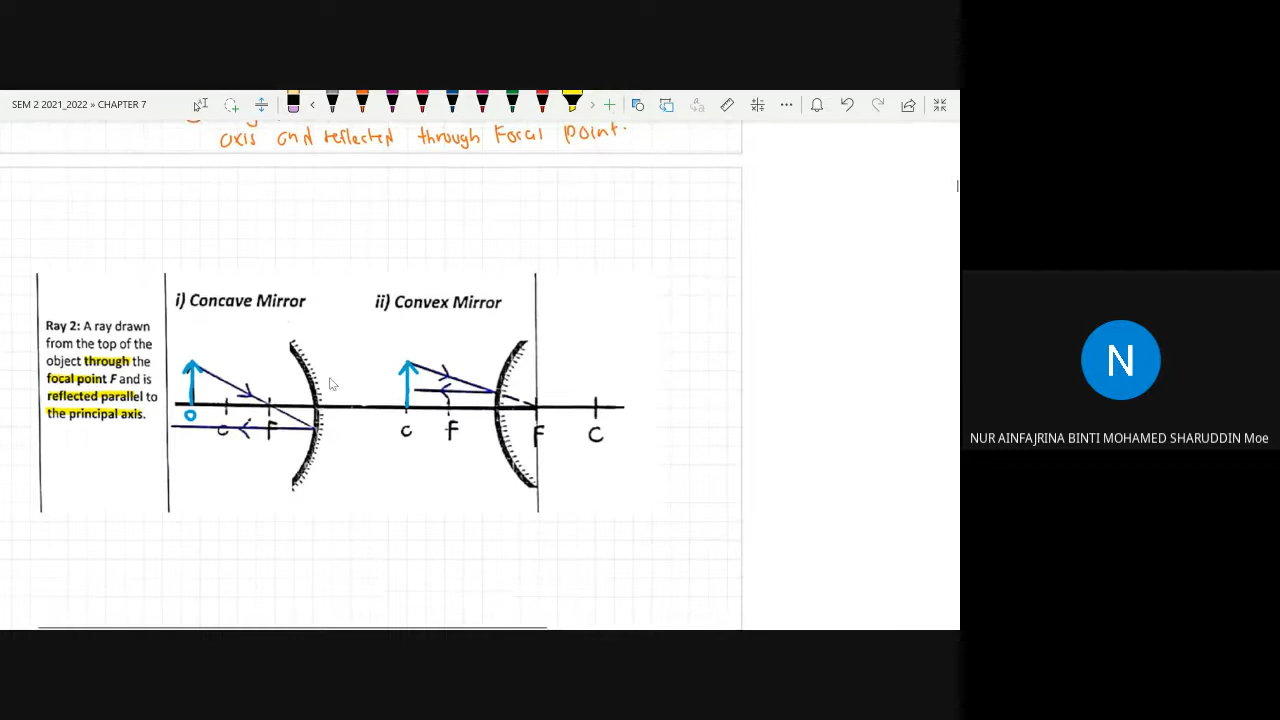 SEM 2 2021_2022 » CHAPTER 7
axis and reflected through Focal point.
i) Concave Mirror
ii) Convex Mirror
Ray 2: A ray drawn
from the top of the
object through the
focal point F and is
reflected parallel to
the principal axis.
O
C F
C F F C
N
NUR AINFAJRINA BINTI MOHAMED SHARUDDIN Moe